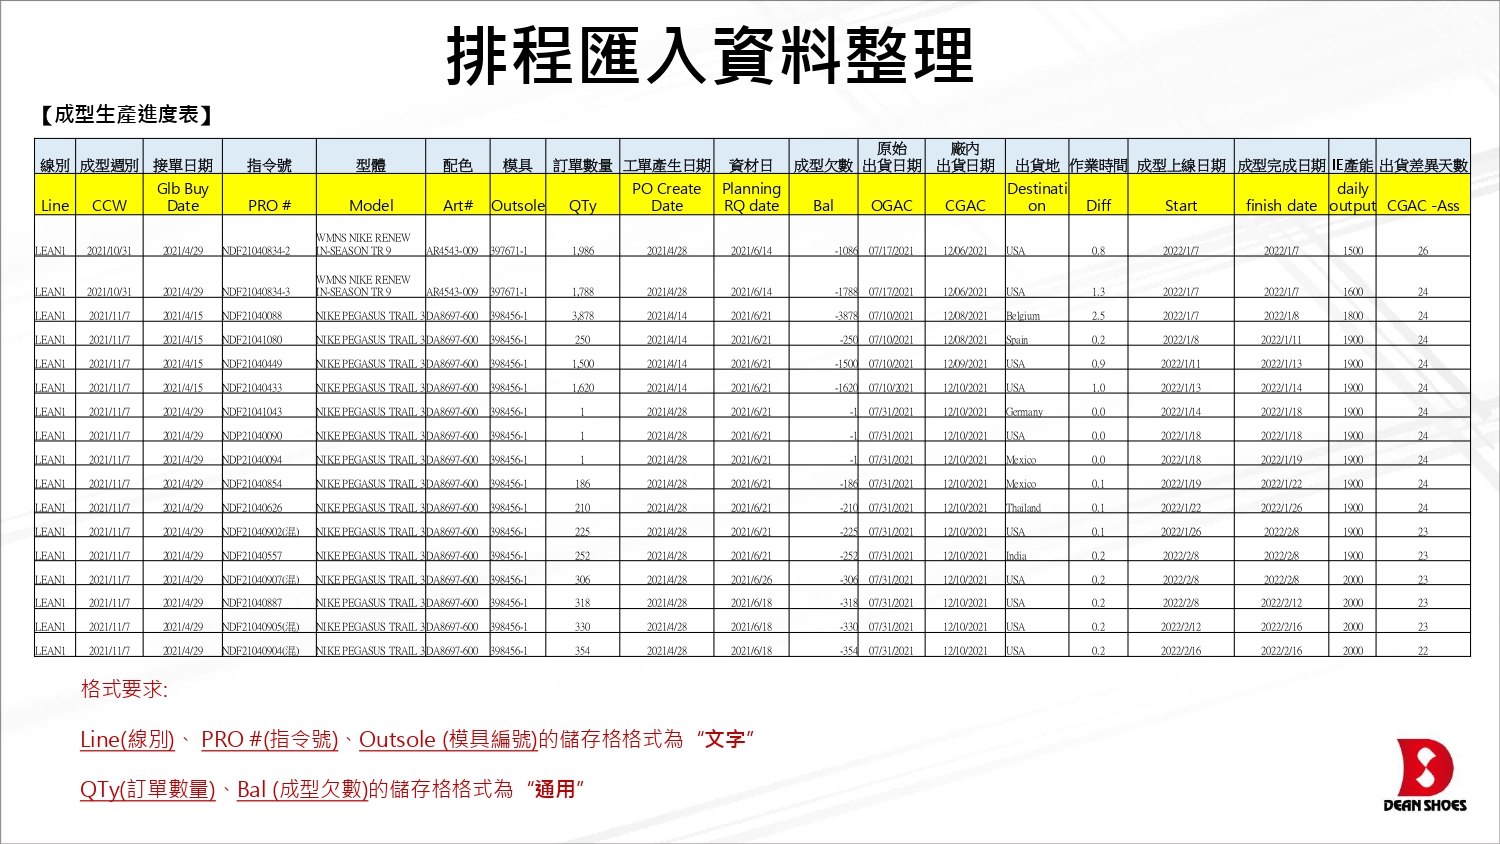 排程匯入資料整理
【成型生產進度表】
線別 成型週別 接單日期 指令號 型體 配色 模具 訂單數量 工單產生日期 資材日 成型欠數 原始出貨日期 廠內出貨日期 出貨地 作業時間 成型上線日期 成型完成日期 IE產能 出貨差異天數
Line CCW Glb Buy Date PRO # Model Art# Outsole QTy PO Create Date Planning RQ date Bal OGAC CGAC Destination Diff Start finish date daily output CGAC -Ass
LEAN1 2021/10/31 2021/4/29 NDF21040834-2 WMNS NIKE RENEW IN-SEASON TR 9 AR4543-009 397671-1 1,986 2021/4/28 2021/6/14 -1086 07/17/2021 12/06/2021 USA 0.8 2022/1/7 2022/1/7 1500 26
LEAN1 2021/10/31 2021/4/29 NDF21040834-3 WMNS NIKE RENEW IN-SEASON TR 9 AR4543-009 397671-1 1,788 2021/4/28 2021/6/14 -1788 07/17/2021 12/06/2021 USA 1.3 2022/1/7 2022/1/7 1600 24
LEAN1 2021/11/7 2021/4/15 NDF21040088 NIKE PEGASUS TRAIL 3 DA8697-600 398456-1 3,878 2021/4/14 2021/6/21 -3878 07/10/2021 12/08/2021 Belgium 2.5 2022/1/7 2022/1/8 1800 24
LEAN1 2021/11/7 2021/4/15 NDF21041080 NIKE PEGASUS TRAIL 3 DA8697-600 398456-1 250 2021/4/14 2021/6/21 -250 07/10/2021 12/08/2021 Spain 0.2 2022/1/8 2022/1/11 1900 24
LEAN1 2021/11/7 2021/4/15 NDF21040449 NIKE PEGASUS TRAIL 3 DA8697-600 398456-1 1,500 2021/4/14 2021/6/21 -1500 07/10/2021 12/09/2021 USA 0.9 2022/1/11 2022/1/13 1900 24
LEAN1 2021/11/7 2021/4/15 NDF21040433 NIKE PEGASUS TRAIL 3 DA8697-600 398456-1 1,620 2021/4/14 2021/6/21 -1620 07/10/2021 12/10/2021 USA 1.0 2022/1/13 2022/1/14 1900 24
LEAN1 2021/11/7 2021/4/29 NDF21041043 NIKE PEGASUS TRAIL 3 DA8697-600 398456-1 1 2021/4/28 2021/6/21 -1 07/31/2021 12/10/2021 Germany 0.0 2022/1/14 2022/1/18 1900 24
LEAN1 2021/11/7 2021/4/29 NDP21040090 NIKE PEGASUS TRAIL 3 DA8697-600 398456-1 1 2021/4/28 2021/6/21 -1 07/31/2021 12/10/2021 USA 0.0 2022/1/18 2022/1/18 1900 24
LEAN1 2021/11/7 2021/4/29 NDP21040094 NIKE PEGASUS TRAIL 3 DA8697-600 398456-1 1 2021/4/28 2021/6/21 -1 07/31/2021 12/10/2021 Mexico 0.0 2022/1/18 2022/1/19 1900 24
LEAN1 2021/11/7 2021/4/29 NDF21040854 NIKE PEGASUS TRAIL 3 DA8697-600 398456-1 186 2021/4/28 2021/6/21 -186 07/31/2021 12/10/2021 Mexico 0.1 2022/1/19 2022/1/22 1900 24
LEAN1 2021/11/7 2021/4/29 NDF21040626 NIKE PEGASUS TRAIL 3 DA8697-600 398456-1 210 2021/4/28 2021/6/21 -210 07/31/2021 12/10/2021 Thailand 0.1 2022/1/22 2022/1/26 1900 24
LEAN1 2021/11/7 2021/4/29 NDF21040902(混) NIKE PEGASUS TRAIL 3 DA8697-600 398456-1 225 2021/4/28 2021/6/21 -225 07/31/2021 12/10/2021 USA 0.1 2022/1/26 2022/2/8 1900 23
LEAN1 2021/11/7 2021/4/29 NDF21040557 NIKE PEGASUS TRAIL 3 DA8697-600 398456-1 252 2021/4/28 2021/6/21 -252 07/31/2021 12/10/2021 India 0.2 2022/2/8 2022/2/8 1900 23
LEAN1 2021/11/7 2021/4/29 NDF21040907(混) NIKE PEGASUS TRAIL 3 DA8697-600 398456-1 306 2021/4/28 2021/6/26 -306 07/31/2021 12/10/2021 USA 0.2 2022/2/8 2022/2/8 2000 23
LEAN1 2021/11/7 2021/4/29 NDF21040887 NIKE PEGASUS TRAIL 3 DA8697-600 398456-1 318 2021/4/28 2021/6/18 -318 07/31/2021 12/10/2021 USA 0.2 2022/2/8 2022/2/12 2000 23
LEAN1 2021/11/7 2021/4/29 NDF21040905(混) NIKE PEGASUS TRAIL 3 DA8697-600 398456-1 330 2021/4/28 2021/6/18 -330 07/31/2021 12/10/2021 USA 0.2 2022/2/12 2022/2/16 2000 23
LEAN1 2021/11/7 2021/4/29 NDF21040904(混) NIKE PEGASUS TRAIL 3 DA8697-600 398456-1 354 2021/4/28 2021/6/18 -354 07/31/2021 12/10/2021 USA 0.2 2022/2/16 2022/2/16 2000 22
格式要求:
Line(線別)、 PRO #(指令號)、Outsole (模具編號)的儲存格格式為“文字”
QTy(訂單數量)、Bal (成型欠數)的儲存格格式為“通用”
DEAN SHOES